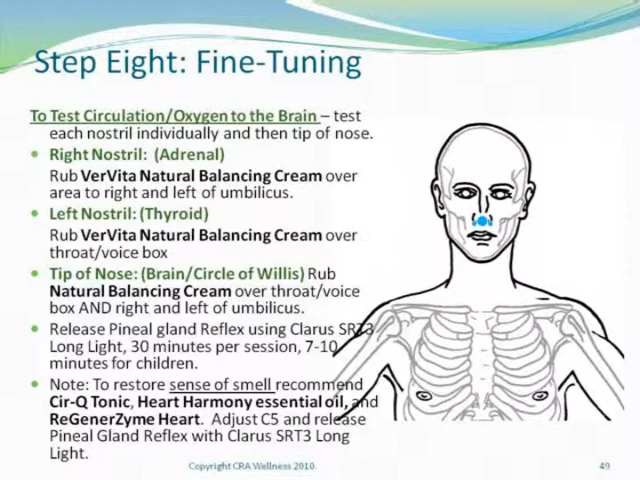 Step Eight: Fine-Tuning
To Test Circulation/Oxygen to the Brain – test
each nostril individually and then tip of nose.
• Right Nostril: (Adrenal)
Rub VerVita Natural Balancing Cream over
area to right and left of umbilicus.
• Left Nostril: (Thyroid)
Rub VerVita Natural Balancing Cream over
throat/voice box
• Tip of Nose: (Brain/Circle of Willis) Rub
Natural Balancing Cream over throat/voice
box AND right and left of umbilicus.
• Release Pineal gland Reflex using Clarus SRT3
Long Light, 30 minutes per session, 7-10
minutes for children.
• Note: To restore sense of smell recommend
Cir-Q Tonic, Heart Harmony essential oil, and
ReGenerZyme Heart. Adjust C5 and release
Pineal Gland Reflex with Clarus SRT3 Long
Light.
Copyright CRA Wellness 2010.
49